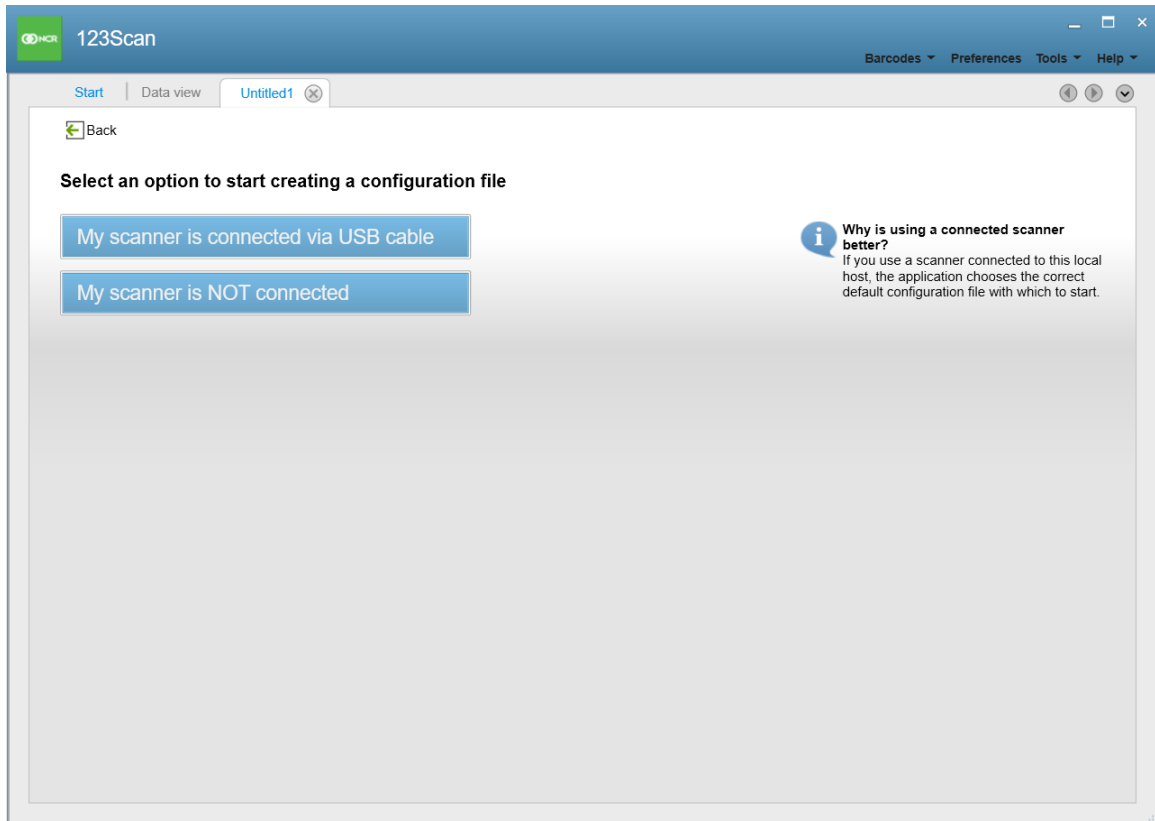 NCR
123Scan
Barcodes Preferences Tools Help
Start Data view Untitled1
Back
Select an option to start creating a configuration file
My scanner is connected via USB cable
My scanner is NOT connected
i
Why is using a connected scanner
better?
If you use a scanner connected to this local
host, the application chooses the correct
default configuration file with which to start.